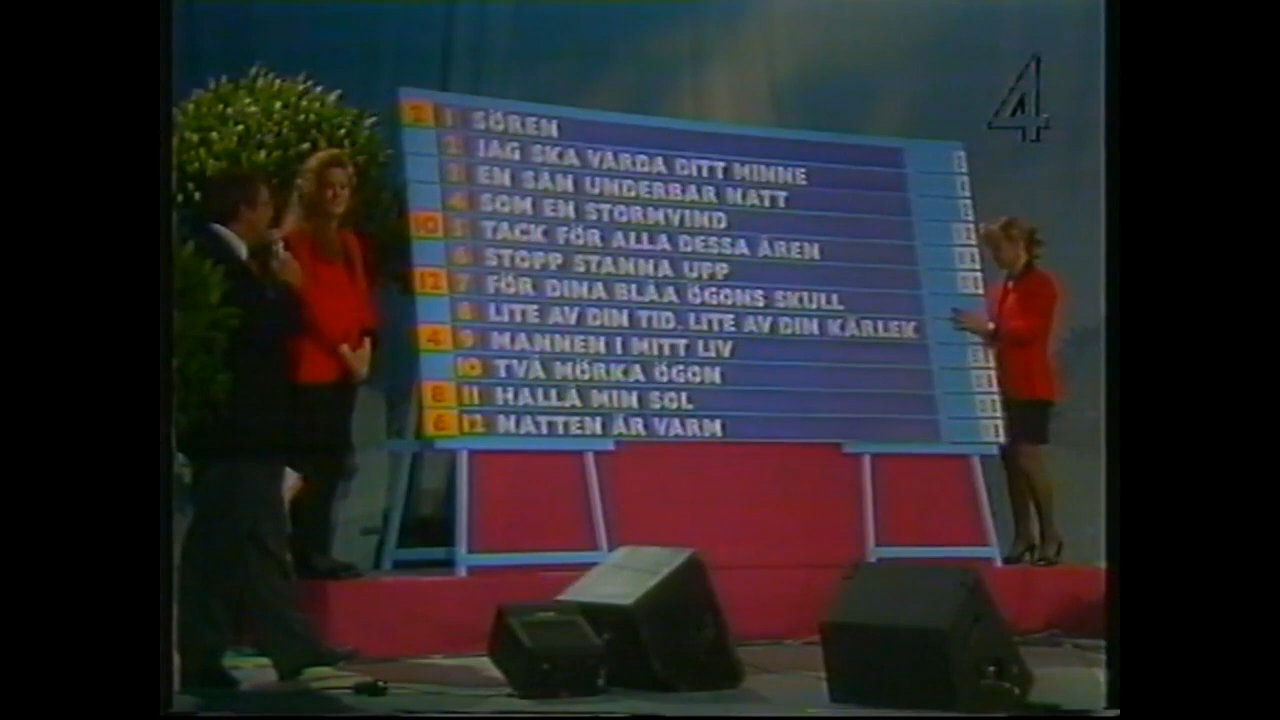 4
2 1 SÖREN
2 JAG SKA VÅRDA DITT MINNE
3 EN SÅN UNDERBAR NATT
4 SOM EN STORMVIND
10 5 TACK FÖR ALLA DESSA ÅREN
6 STOPP STANNA UPP
12 7 FÖR DINA BLÅA ÖGONS SKULL
8 LITE AV DIN TID, LITE AV DIN KÄRLEK
4 9 MANNEN I MITT LIV
10 TVÅ MÖRKA ÖGON
8 11 HALLÅ MIN SOL
6 12 NATTEN ÄR VARM